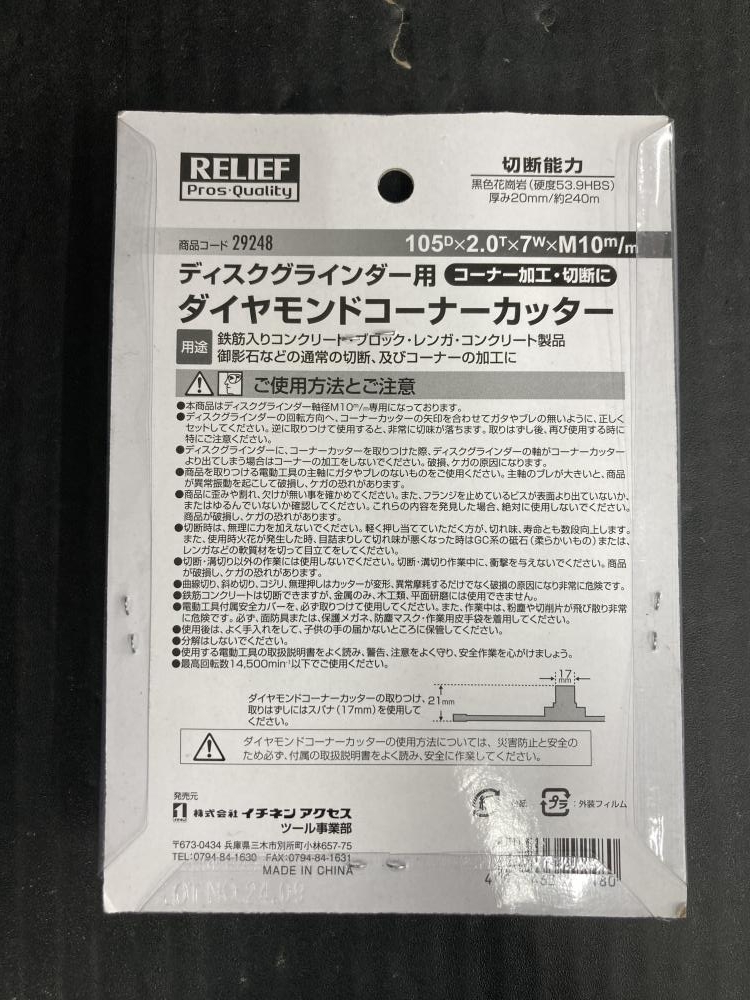 RELIEF
Pros・Quality
切断能力
黒色花崗岩(硬度53.9HBS)
厚み20mm/約240m
商品コード 29248
105ᴰ×2.0ᵀ×7ᵂ×M10m/m
ディスクグラインダー用 コーナー加工・切断に
ダイヤモンドコーナーカッター
用途
鉄筋入りコンクリート・ブロック・レンガ・コンクリート製品
御影石などの通常の切断、及びコーナーの加工に
ご使用方法とご注意
●本商品はディスクグラインダー軸径M10m/m専用になっております。
●ディスクグラインダーの回転方向へ、コーナーカッターの矢印を合わせてガタやブレの無いように、正しく
セットしてください。逆に取りつけて使用すると、非常に切味が落ちます。取りはずし後、再び使用する時に
特にご注意ください。
●ディスクグラインダーに、コーナーカッターを取りつけた際、ディスクグラインダーの軸がコーナーカッター
より出てしまう場合はコーナーの加工をしないでください。破損、ケガの原因になります。
●商品を取りつける電動工具の主軸にガタやブレのないものをご使用ください。主軸のブレが大きいと、商品
が異常振動を起こして破損し、ケガの恐れがあります。
●商品に歪みや割れ、欠けが無い事を確かめてください。また、フランジを止めているビスが表面より出ていないか、
またはゆるんでいないか確認してください。これらの内容を発見した場合、絶対に使用しないでください。
商品が破損し、ケガの恐れがあります。
●切断時は、無理に力を加えないでください。軽く押し当てていただく方が、切れ味、寿命とも数段向上します。
また、使用時火花が発生した時、目詰まりして切れ味が悪くなった時はGC系の砥石(柔らかいもの)または、
レンガなどの軟質材を切って目立てをしてください。
●切断・溝切り以外の作業には使用しないでください。切断・溝切り作業中に、衝撃を与えないでください。商品
が破損し、ケガの恐れがあります。
●曲線切り、斜め切り、コジリ、無理押しはカッターが変形、異常摩耗するだけでなく破損の原因になり非常に危険です。
●鉄筋コンクリートは切断できますが、金属のみ、木工類、平面研磨には使用できません。
●電動工具付属安全カバーを、必ず取りつけて使用してください。また、作業中は、粉塵や切削片が飛び散り非常
に危険です。必ず、面防具または、保護メガネ、防塵マスク・作業用皮手袋を着用してください。
●使用後は、よく手入れをして、子供の手の届かないところに保管してください。
●分解はしないでください。
●使用する電動工具の取扱説明書をよく読み、警告、注意をよく守り、安全作業を心がけましょう。
●最高回転数14,500min⁻¹以下でご使用ください。
17
mm
21mm
ダイヤモンドコーナーカッターの取りつけ、
取りはずしにはスパナ(17mm)を使用して
ください。
ダイヤモンドコーナーカッターの使用方法については、災害防止と安全の
ため必ず、付属の取扱説明書をよく読み、安全に作業してください。
発売元
株式会社 イチネン アクセス
ツール事業部
〒673-0434 兵庫県三木市別所町小林657-75
TEL:0794-84-1630 FAX:0794-84-1631
MADE IN CHINA
プラ
:外装フィルム